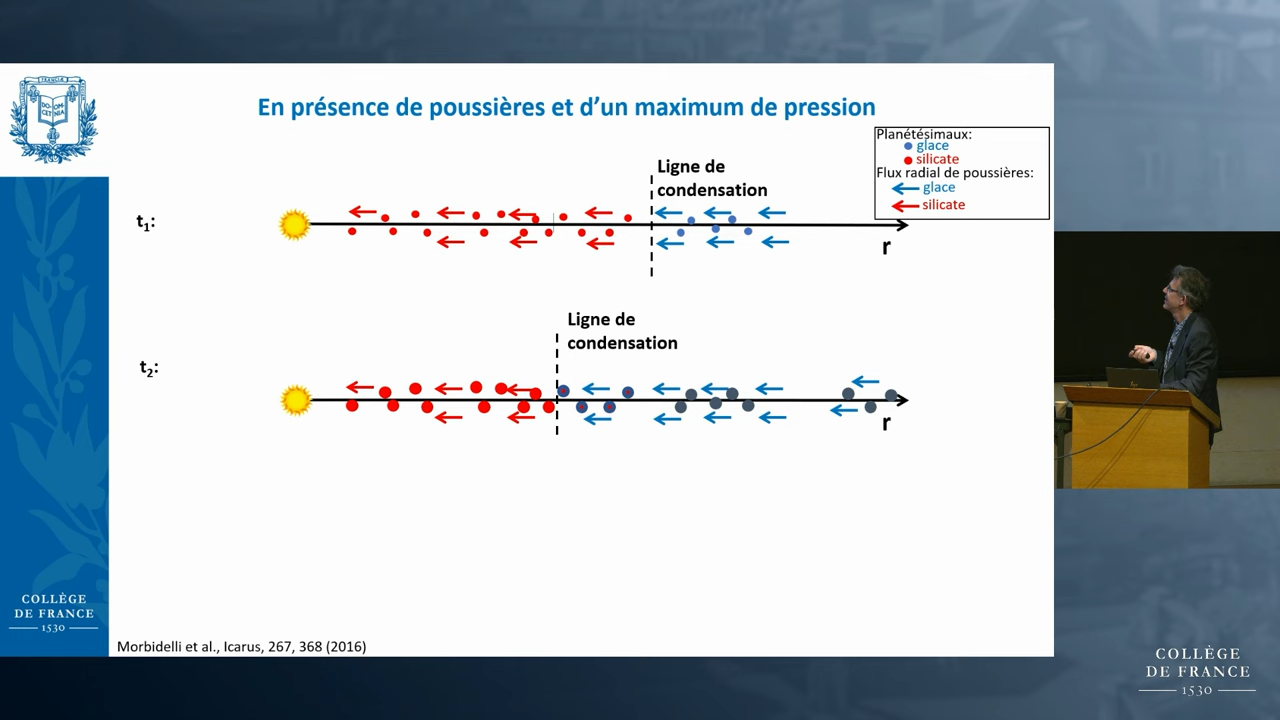 En présence de poussières et d’un maximum de pression
Planétésimaux:
glace
silicate
Flux radial de poussières:
glace
silicate
Ligne de
condensation
t1:
r
Ligne de
condensation
t2:
r
COLLÈGE
DE FRANCE
1530
Morbidelli et al., Icarus, 267, 368 (2016)
COLLÈGE
DE FRANCE
1530